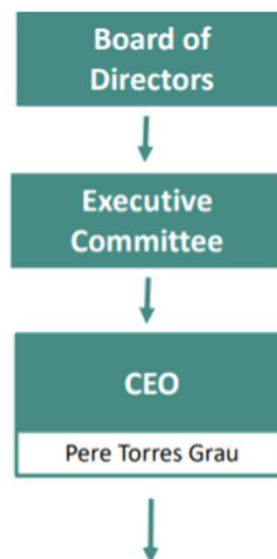 Board of
Directors
Executive
Committee
CEO
Pere Torres Grau